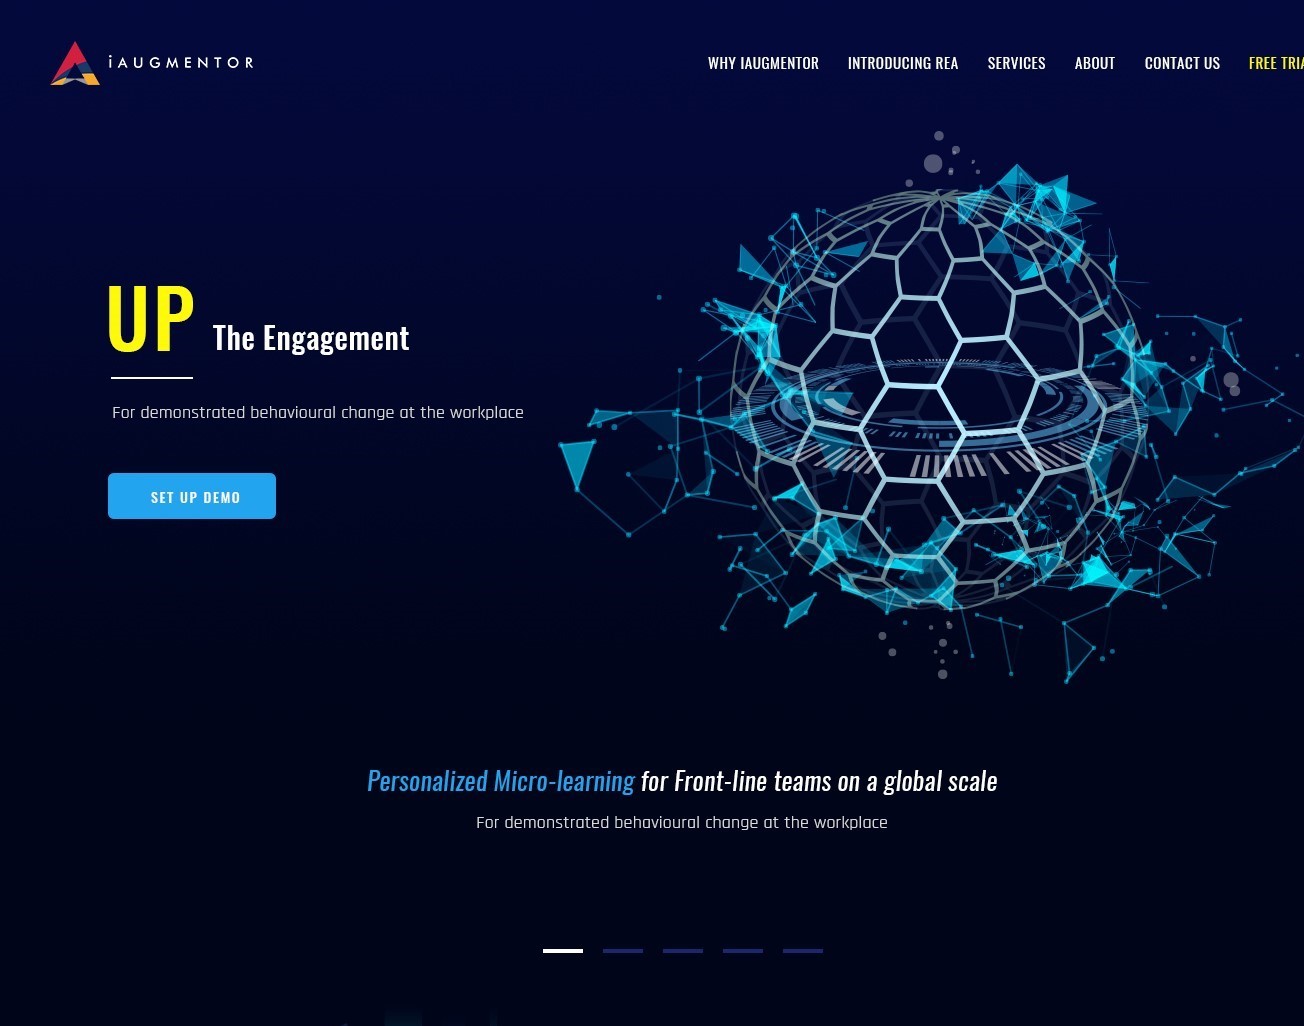 iAUGMENTOR
WHY IAUGMENTOR
INTRODUCING REA
SERVICES
ABOUT
CONTACT US
FREE TRIA
UP The Engagement
For demonstrated behavioural change at the workplace
SET UP DEMO
Personalized Micro-learning for Front-line teams on a global scale
For demonstrated behavioural change at the workplace